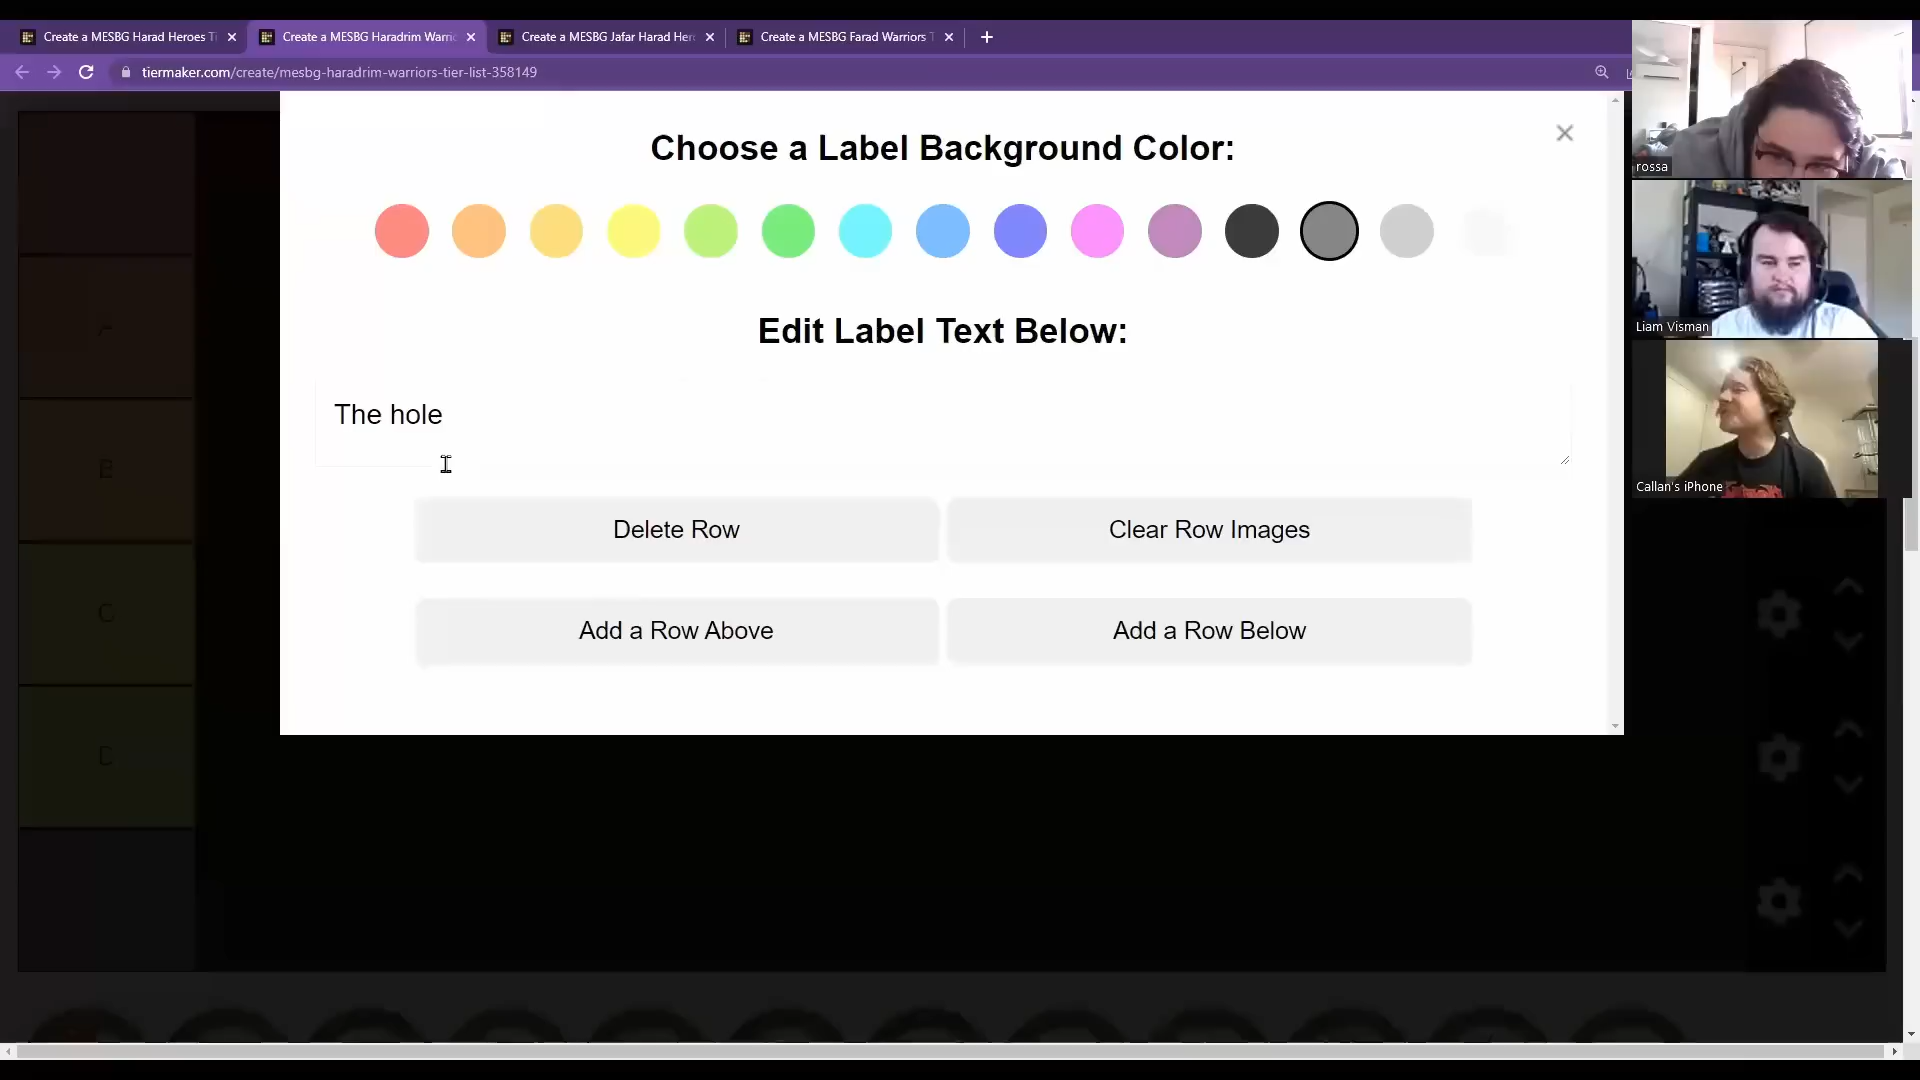 Create a MESBG Harad Heroes Ti
Create a MESBG Haradrim Warri
Create a MESBG Jafar Harad Her
Create a MESBG Farad Warriors T
tiermaker.com/create/mesbg-haradrim-warriors-tier-list-358149
Choose a Label Background Color:
Edit Label Text Below:
The hole
Delete Row
Clear Row Images
Add a Row Above
Add a Row Below
A
B
C
D
rossa
Liam Visman
Callan's iPhone